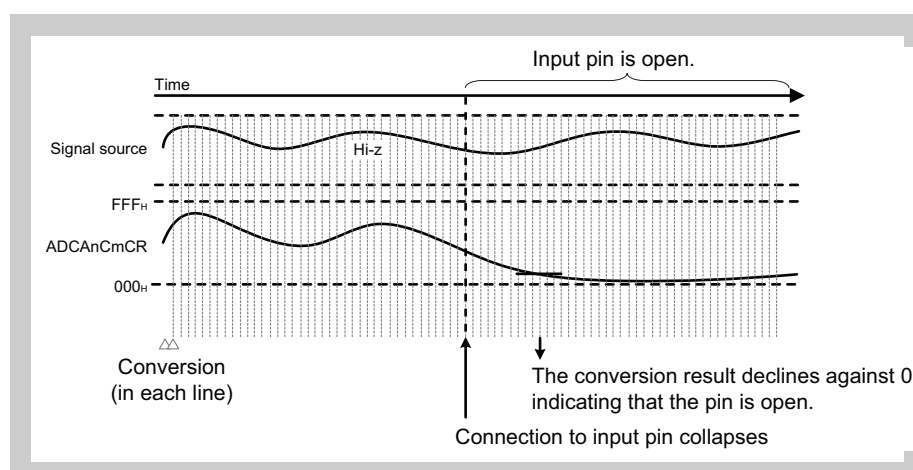 Input pin is open.
Time
Signal source
Hi-z
FFFH
ADCAnCmCR
000H
Conversion
(in each line)
The conversion result declines against 0
indicating that the pin is open.
Connection to input pin collapses